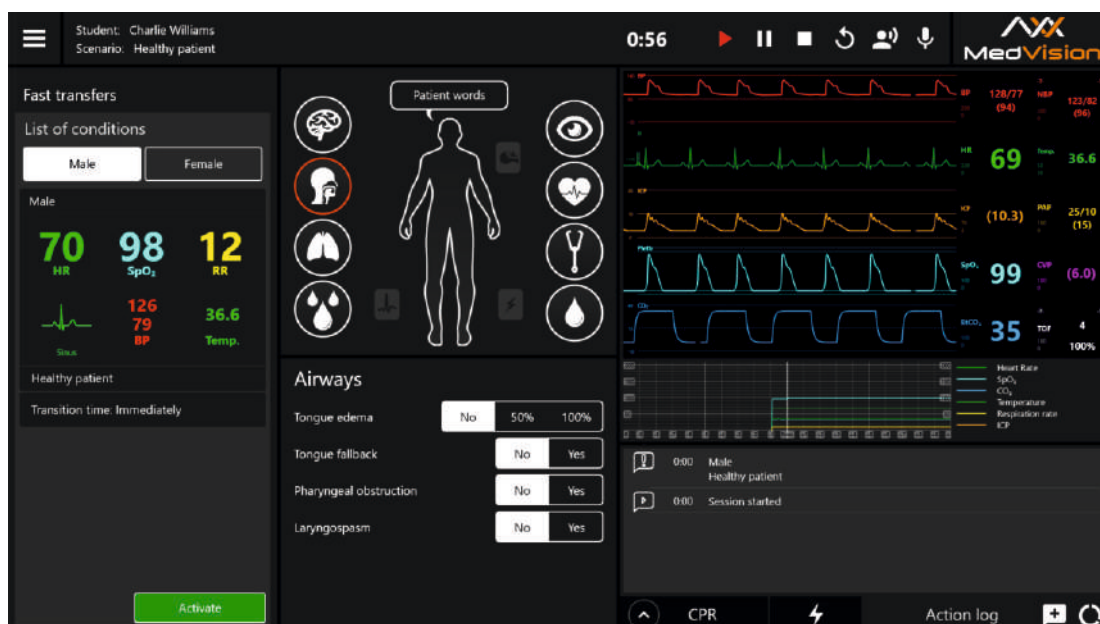 Student: Charlie Williams
Scenario: Healthy patient
0:56
MedVision
Fast transfers
List of conditions
Male
Female
Male
70
HR
98
SpO₂
12
RR
Sinus
126
79
BP
36.6
Temp.
Healthy patient
Transition time: Immediately
Activate
Patient words
Airways
Tongue edema
No 50% 100%
Tongue fallback
No Yes
Pharyngeal obstruction
No Yes
Laryngospasm
No Yes
BP
BP
128/77
(94)
NBP
123/82
(96)
HR
69
Temp.
36.6
ICP
ICP
(10.3)
PAP
25/10
(15)
Pleth
SpO₂
99
CVP
(6.0)
CO₂
EtCO₂
35
TOF
4
100%
Heart Rate
SpO₂
CO₂
Temperature
Respiration rate
ICP
0:00 Male
Healthy patient
0:00 Session started
CPR
Action log